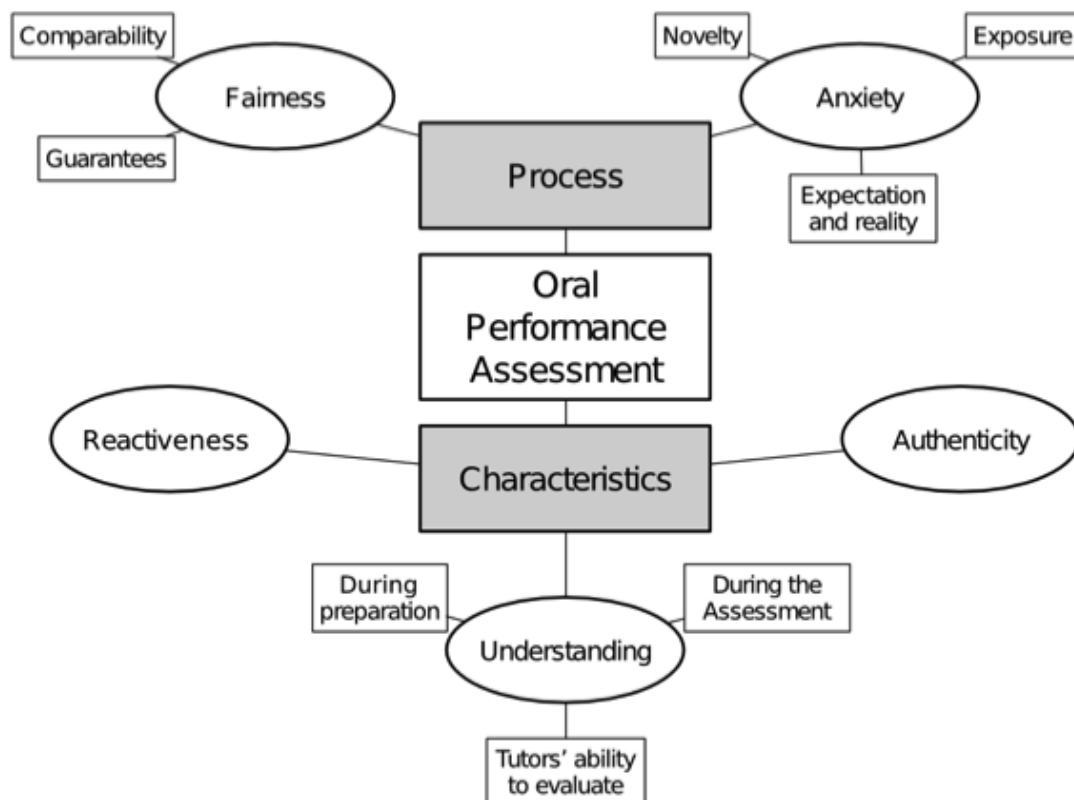 Comparability
Novelty
Exposure
Fairness
Anxiety
Guarantees
Process
Expectation
and reality
Oral
Performance
Assessment
Reactiveness
Authenticity
Characteristics
During
preparation
During the
Assessment
Understanding
Tutors’ ability
to evaluate